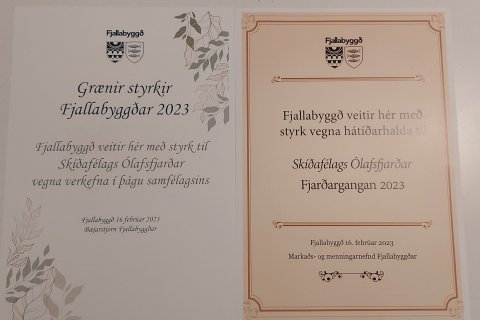 Fjallabyggð
Grænir styrkir
Fjallabyggðar 2023
Fjallabyggð veitir hér með styrk til
Skíðafélags Ólafsfjarðar
vegna verkefna í þágu samfélagsins
Fjallabyggð 16 febrúar 2023
Bæjarstjórn Fjallabyggðar
Fjallabyggð
Fjallabyggð veitir hér með
styrk vegna hátíðarhalda til
Skíðafélags Ólafsfjarðar
Fjarðargangan 2023
Fjallabyggð 16. febrúar 2023
Markaðs- og menningarnefnd Fjallabyggðar